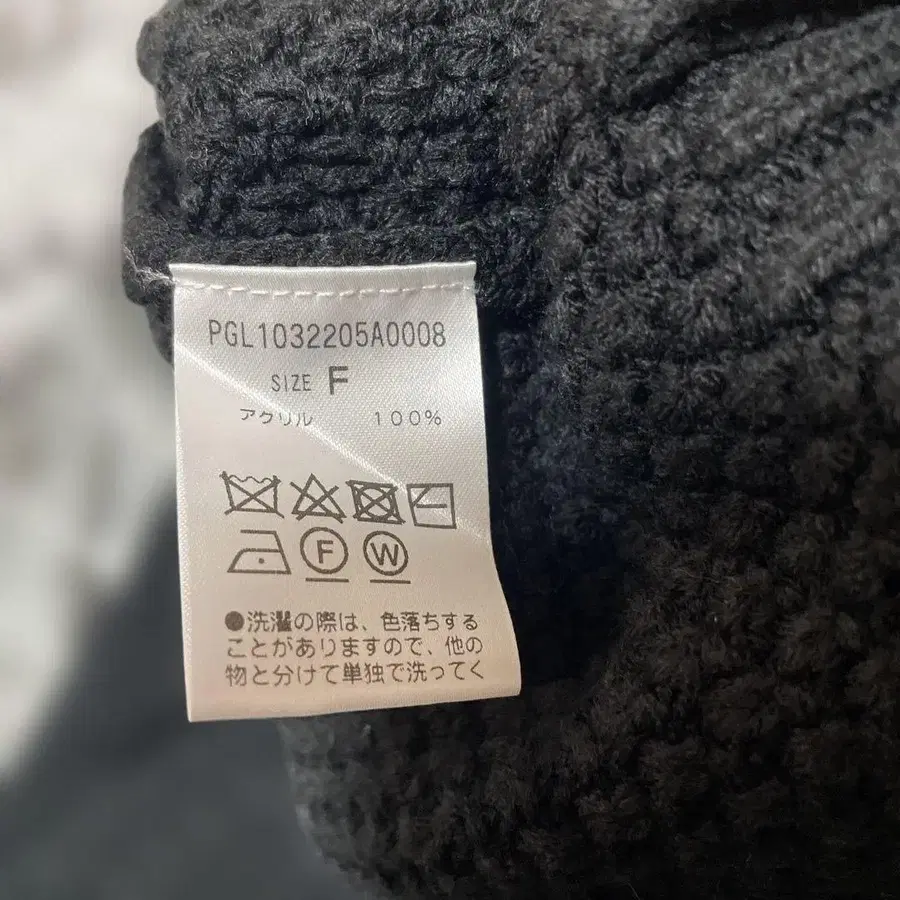 PGL1032205A0008
SIZE F
アクリル 100%
F W
●洗濯の際は、色落ちする
ことがありますので、他の
物と分けて単独で洗ってく